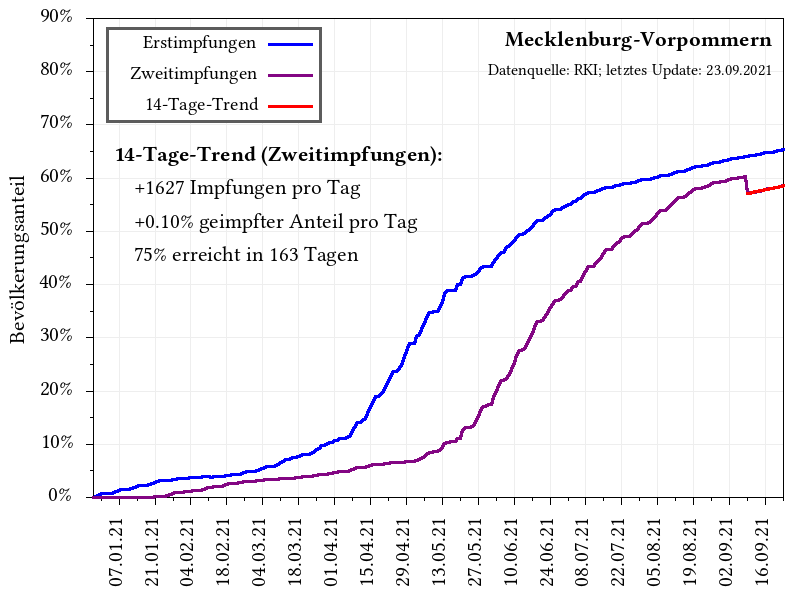 Mecklenburg-Vorpommern
Datenquelle: RKI; letztes Update: 23.09.2021
Erstimpfungen
Zweitimpfungen
14-Tage-Trend
14-Tage-Trend (Zweitimpfungen):
+1627 Impfungen pro Tag
+0.10% geimpfter Anteil pro Tag
75% erreicht in 163 Tagen
Bevölkerungsanteil
90%
80%
70%
60%
50%
40%
30%
20%
10%
0%
07.01.21
21.01.21
04.02.21
18.02.21
04.03.21
18.03.21
01.04.21
15.04.21
29.04.21
13.05.21
27.05.21
10.06.21
24.06.21
08.07.21
22.07.21
05.08.21
19.08.21
02.09.21
16.09.21